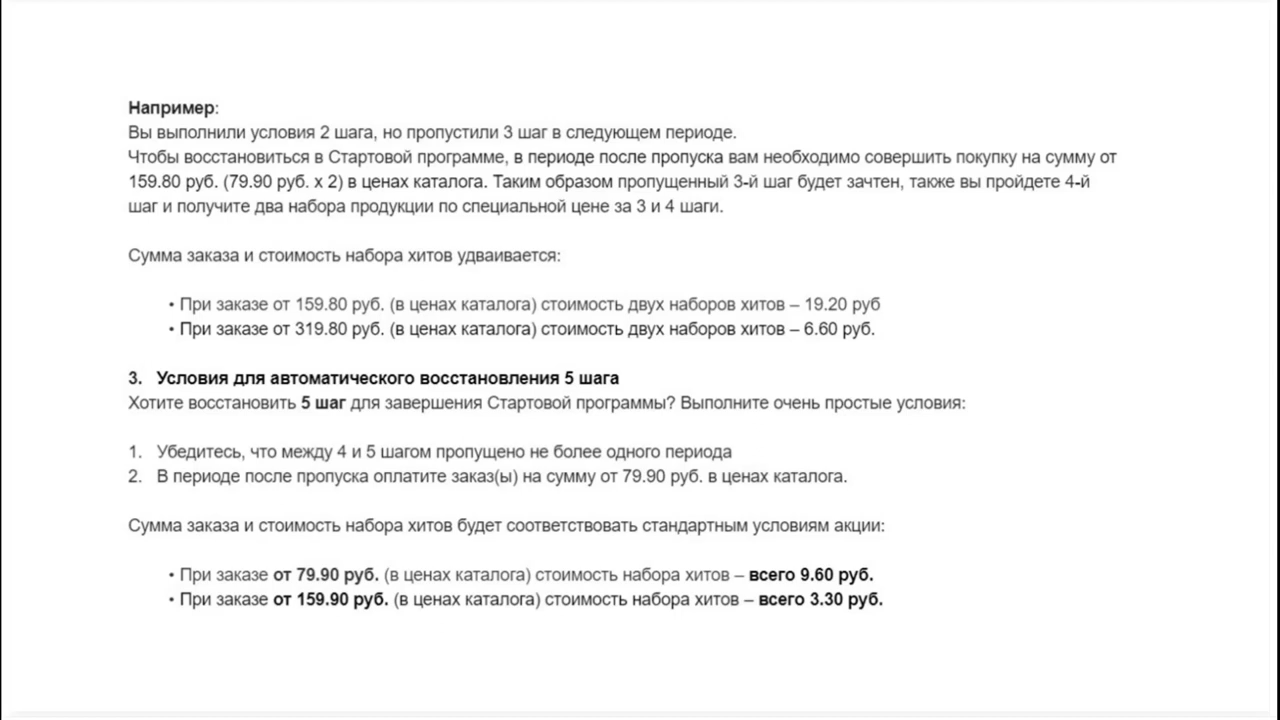 Например:
Вы выполнили условия 2 шага, но пропустили 3 шаг в следующем периоде.
Чтобы восстановиться в Стартовой программе, в периоде после пропуска вам необходимо совершить покупку на сумму от
159.80 руб. (79.90 руб. х 2) в ценах каталога. Таким образом пропущенный 3-й шаг будет зачтен, также вы пройдете 4-й
шаг и получите два набора продукции по специальной цене за 3 и 4 шаги.
Сумма заказа и стоимость набора хитов удваивается:
• При заказе от 159.80 руб. (в ценах каталога) стоимость двух наборов хитов – 19.20 руб
• При заказе от 319.80 руб. (в ценах каталога) стоимость двух наборов хитов – 6.60 руб.
3. Условия для автоматического восстановления 5 шага
Хотите восстановить 5 шаг для завершения Стартовой программы? Выполните очень простые условия:
1. Убедитесь, что между 4 и 5 шагом пропущено не более одного периода
2. В периоде после пропуска оплатите заказ(ы) на сумму от 79.90 руб. в ценах каталога.
Сумма заказа и стоимость набора хитов будет соответствовать стандартным условиям акции:
• При заказе от 79.90 руб. (в ценах каталога) стоимость набора хитов – всего 9.60 руб.
• При заказе от 159.90 руб. (в ценах каталога) стоимость набора хитов – всего 3.30 руб.